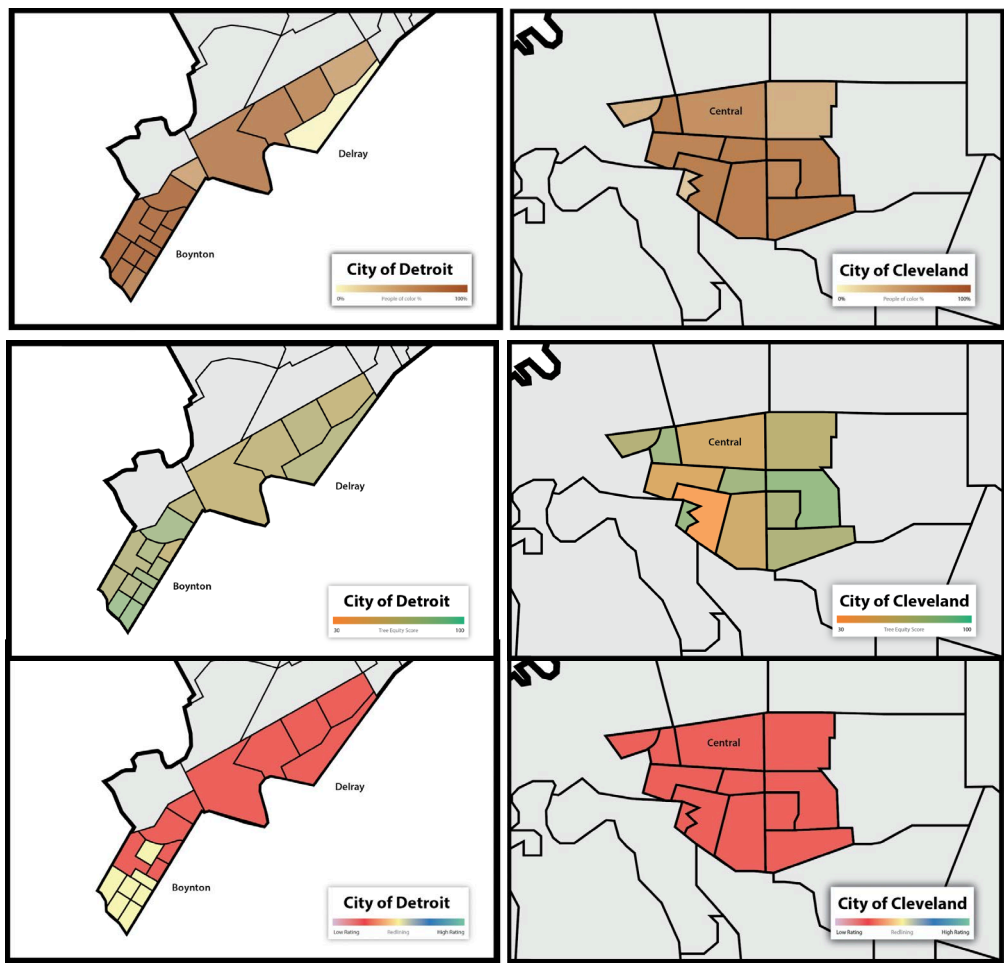 Delray
Boynton
City of Detroit
0% People of color % 100%
Central
City of Cleveland
0% People of color % 100%
Delray
Boynton
City of Detroit
30 Tree Equity Score 100
Central
City of Cleveland
30 Tree Equity Score 100
Delray
Boynton
City of Detroit
Low Rating Redlining High Rating
Central
City of Cleveland
Low Rating Redlining High Rating